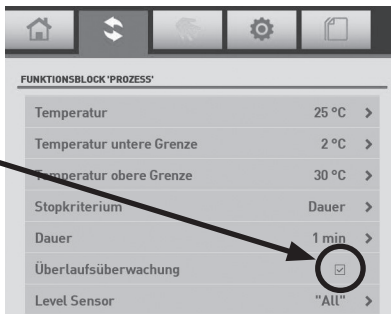 FUNKTIONSBLOCK 'PROZESS'
Temperatur 25 °C >
Temperatur untere Grenze 2 °C >
Temperatur obere Grenze 30 °C >
Stopkriterium Dauer >
Dauer 1 min >
Überlaufsüberwachung ☑
Level Sensor "All" >